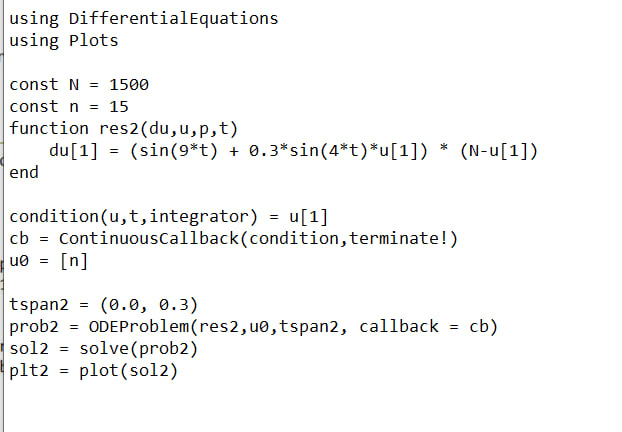 using DifferentialEquations
using Plots
const N = 1500
const n = 15
function res2(du,u,p,t)
    du[1] = (sin(9*t) + 0.3*sin(4*t)*u[1]) * (N-u[1])
end
condition(u,t,integrator) = u[1]
cb = ContinuousCallback(condition,terminate!)
u0 = [n]
tspan2 = (0.0, 0.3)
prob2 = ODEProblem(res2,u0,tspan2, callback = cb)
sol2 = solve(prob2)
plt2 = plot(sol2)